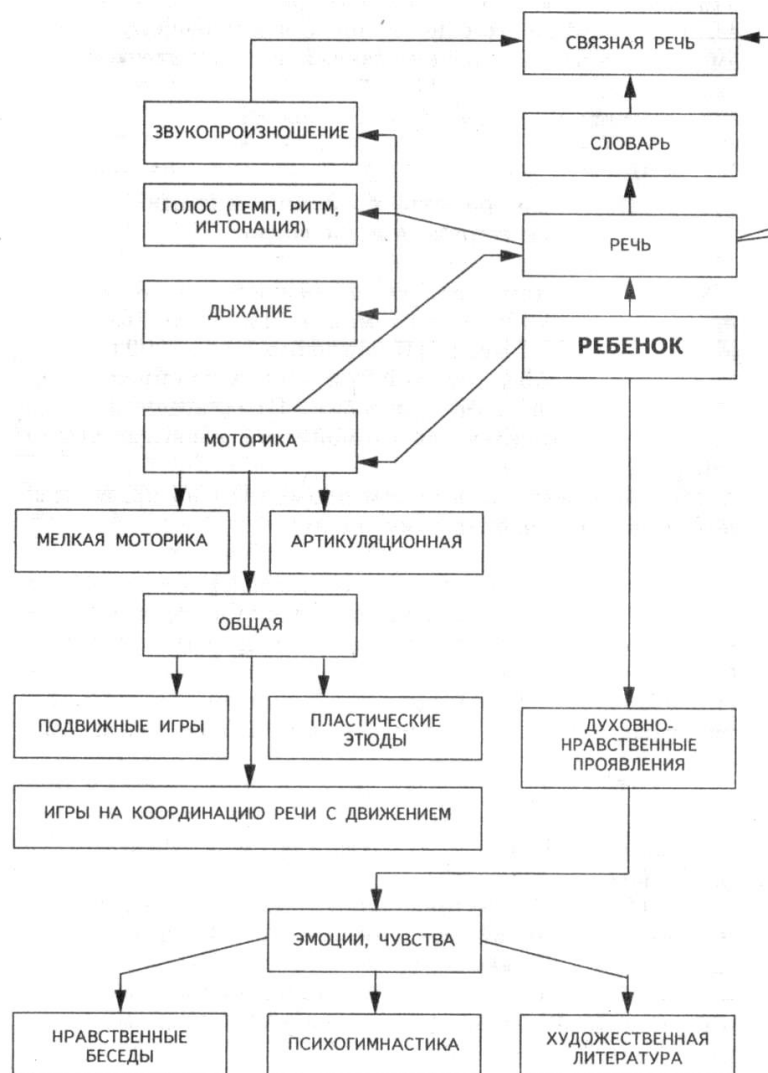 СВЯЗНАЯ РЕЧЬ
ЗВУКОПРОИЗНОШЕНИЕ
СЛОВАРЬ
ГОЛОС (ТЕМП, РИТМ,
ИНТОНАЦИЯ)
РЕЧЬ
ДЫХАНИЕ
РЕБЕНОК
МОТОРИКА
МЕЛКАЯ МОТОРИКА
АРТИКУЛЯЦИОННАЯ
ОБЩАЯ
ПОДВИЖНЫЕ ИГРЫ
ПЛАСТИЧЕСКИЕ
ЭТЮДЫ
ДУХОВНО-
НРАВСТВЕННЫЕ
ПРОЯВЛЕНИЯ
ИГРЫ НА КООРДИНАЦИЮ РЕЧИ С ДВИЖЕНИЕМ
ЭМОЦИИ, ЧУВСТВА
НРАВСТВЕННЫЕ
БЕСЕДЫ
ПСИХОГИМНАСТИКА
ХУДОЖЕСТВЕННАЯ
ЛИТЕРАТУРА